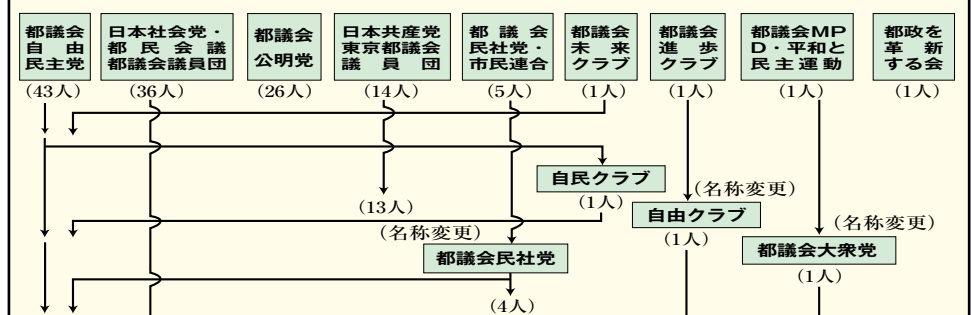 都議会
自由
民主党
(43人)
日本社会党・
都民会議
都議会議員団
(36人)
都議会
公明党
(26人)
日本共産党
東京都議会
議員団
(14人)
都議会
民社党・
市民連合
(5人)
都議会
未来
クラブ
(1人)
都議会
進歩
クラブ
(1人)
都議会MP
D・平和と
民主運動
(1人)
都政を
革新
する会
(1人)
自民クラブ
(1人)
(13人)
(名称変更)
自由クラブ
(1人)
(名称変更)
都議会民社党
(4人)
(名称変更)
都議会大衆党
(1人)